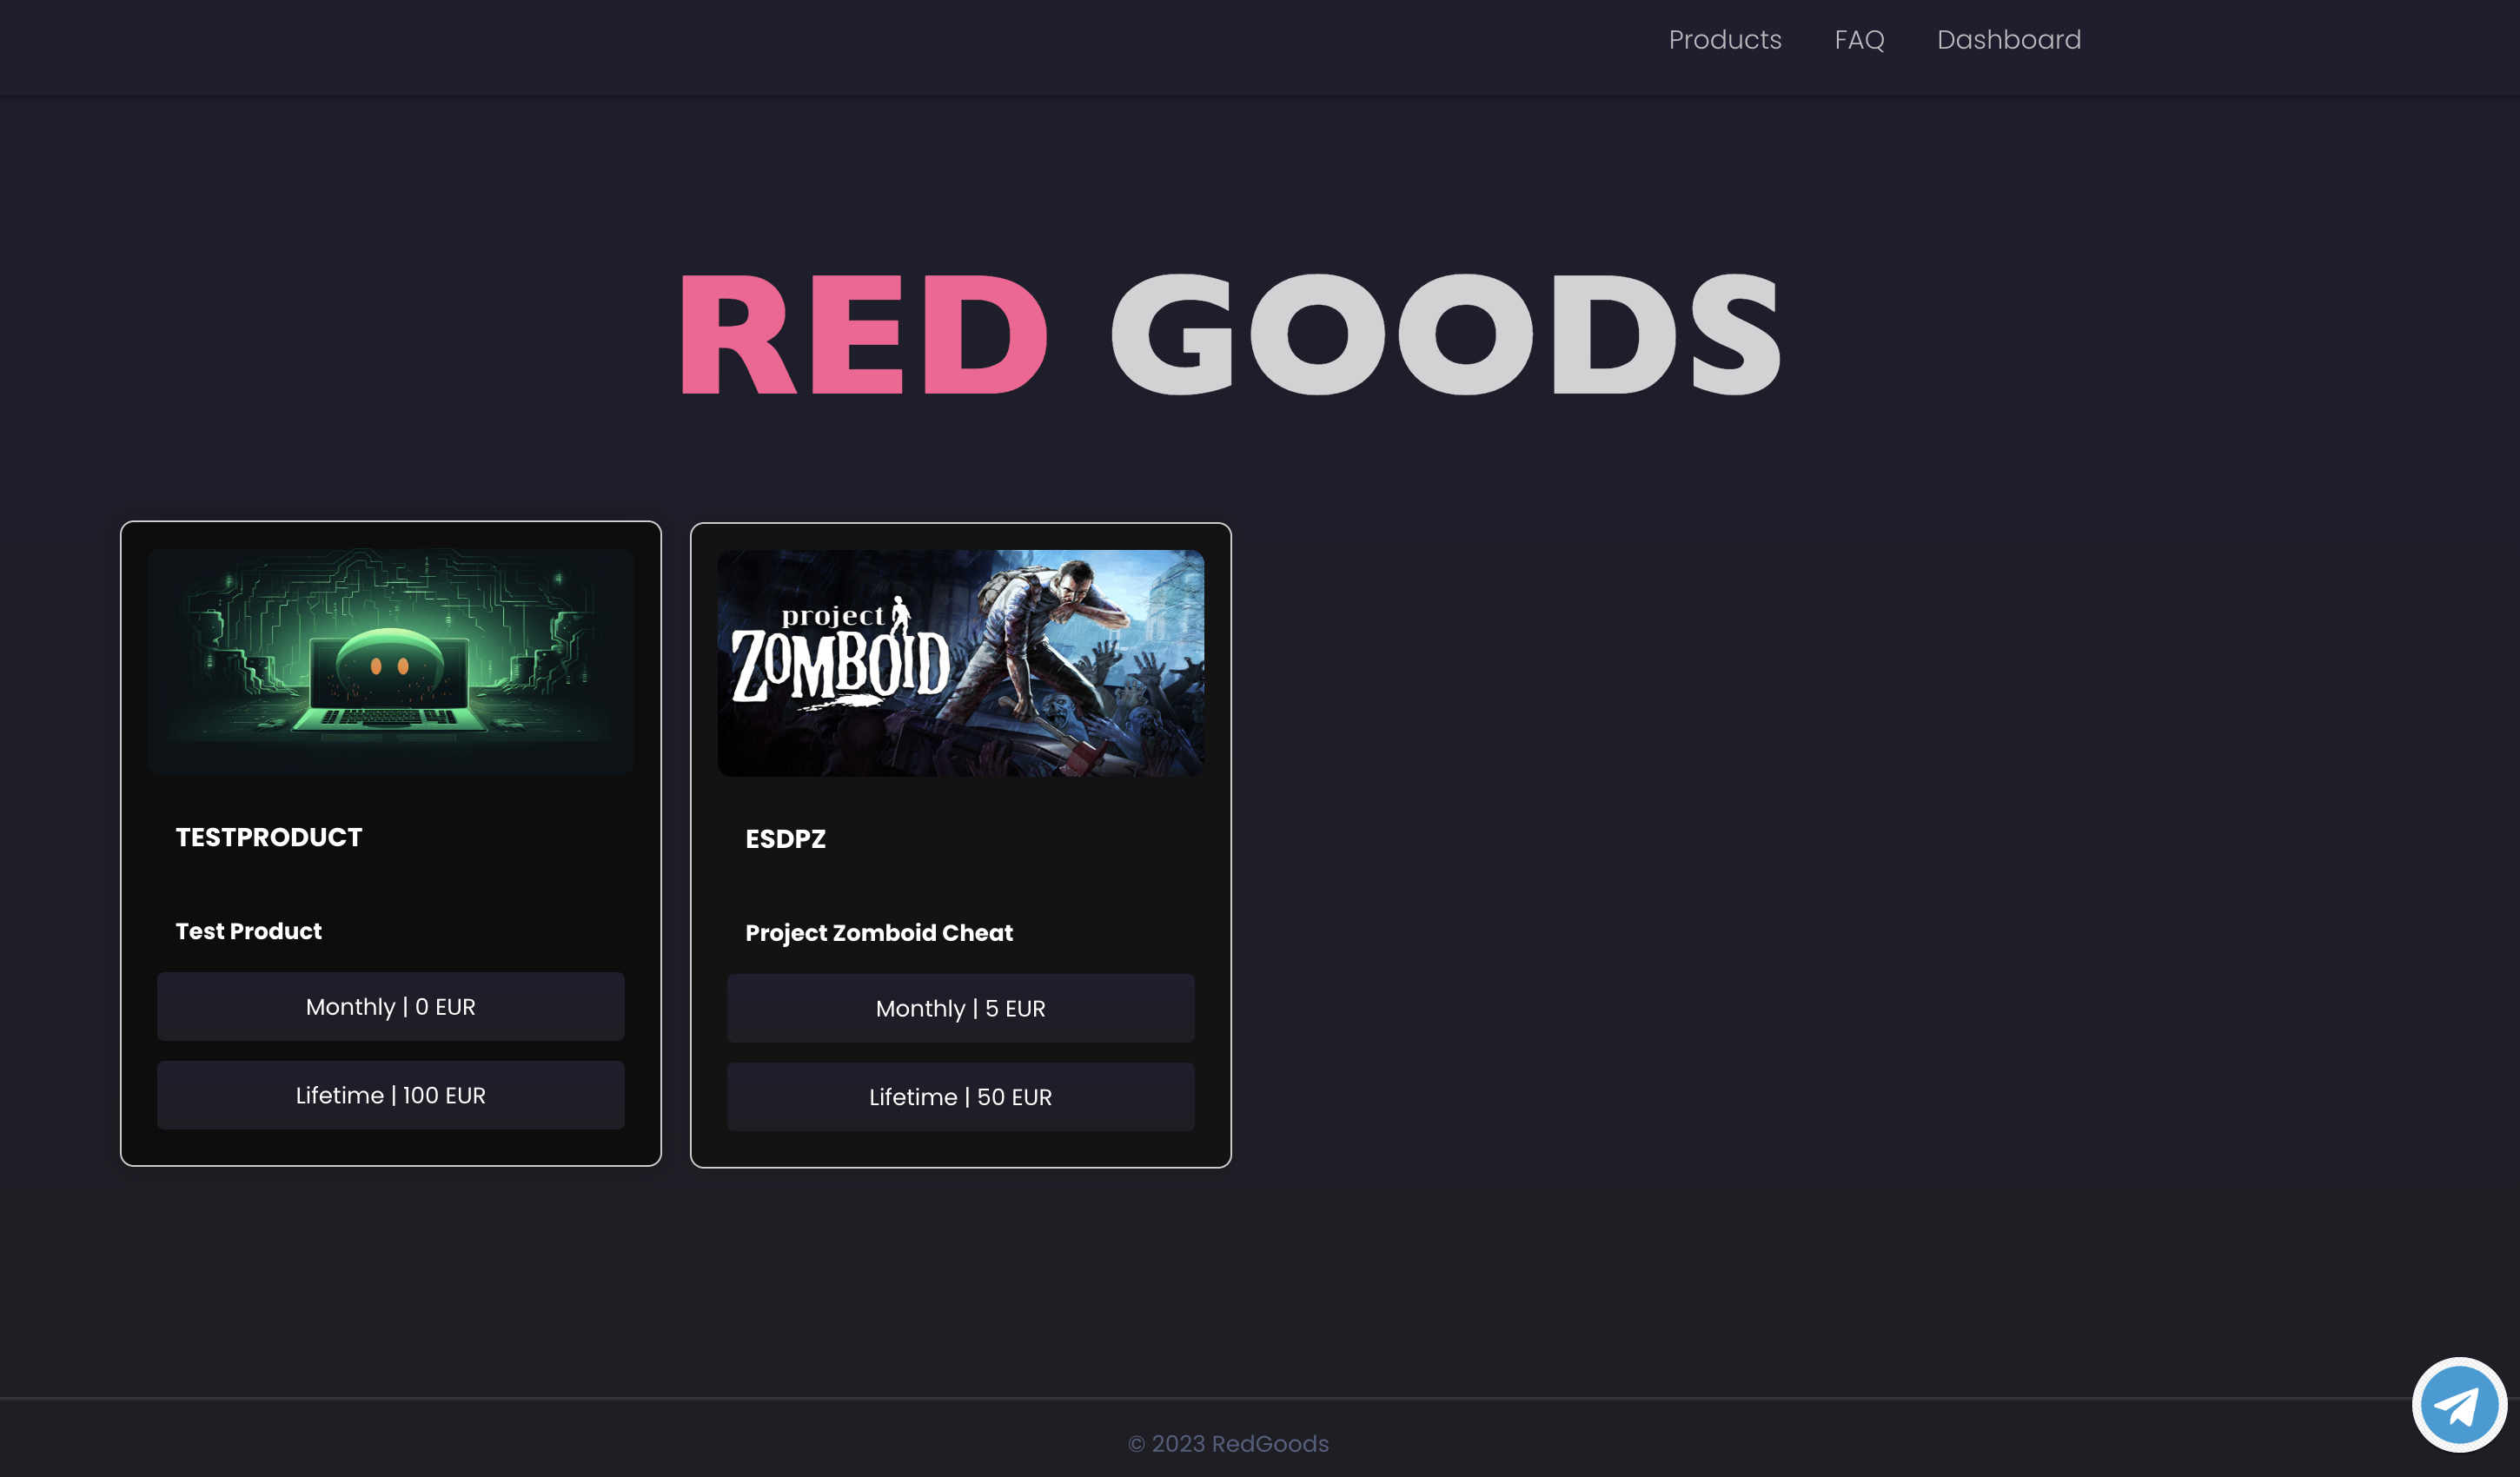 Products FAQ Dashboard
RED GOODS
project
ZOMBOID
TESTPRODUCT
Test Product
Monthly | 0 EUR
Lifetime | 100 EUR
ESDPZ
Project Zomboid Cheat
Monthly | 5 EUR
Lifetime | 50 EUR
© 2023 RedGoods